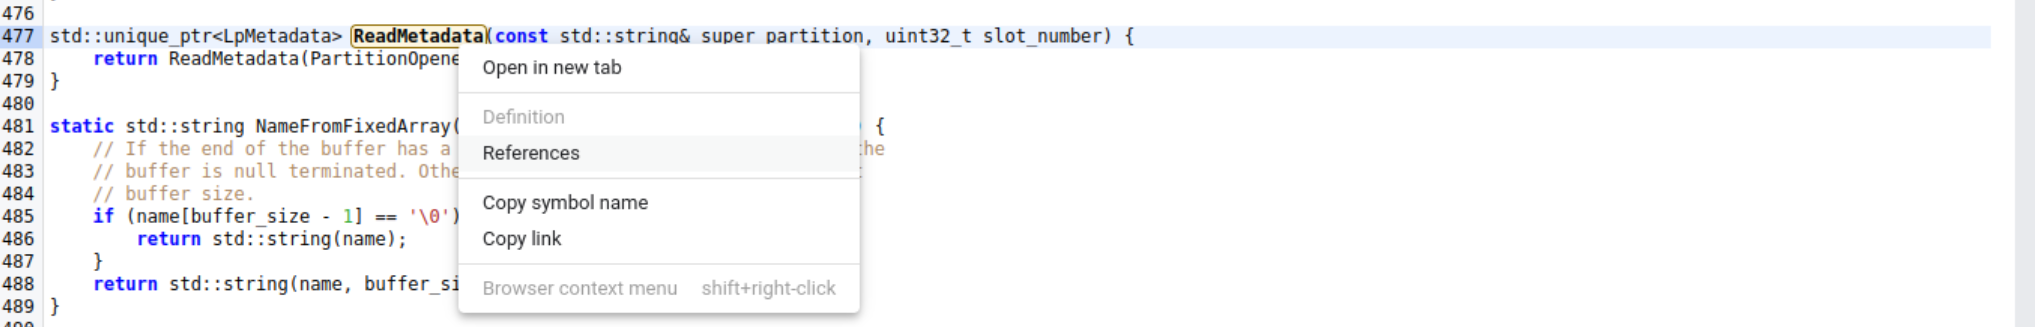 476
477 std::unique_ptr<LpMetadata> ReadMetadata(const std::string& super_partition, uint32_t slot_number) {
478 return ReadMetadata(PartitionOpene
Open in new tab
479 }
480
Definition
481 static std::string NameFromFixedArray( {
482 // If the end of the buffer has a the
References
483 // buffer is null terminated. Othe
484 // buffer size.
Copy symbol name
485 if (name[buffer_size - 1] == '\0')
486 return std::string(name);
Copy link
487 }
488 return std::string(name, buffer_si
Browser context menu shift+right-click
489 }